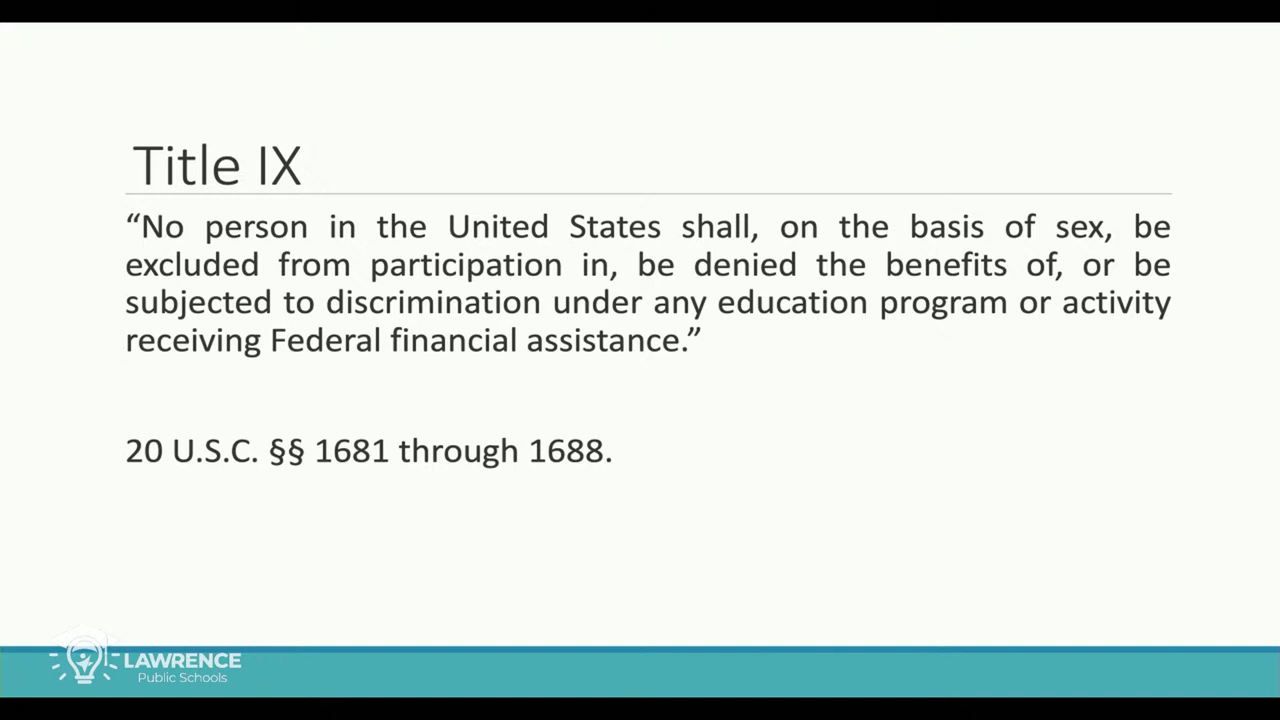 Title IX
“No person in the United States shall, on the basis of sex, be
excluded from participation in, be denied the benefits of, or be
subjected to discrimination under any education program or activity
receiving Federal financial assistance.”
20 U.S.C. §§ 1681 through 1688.
LAWRENCE
Public Schools